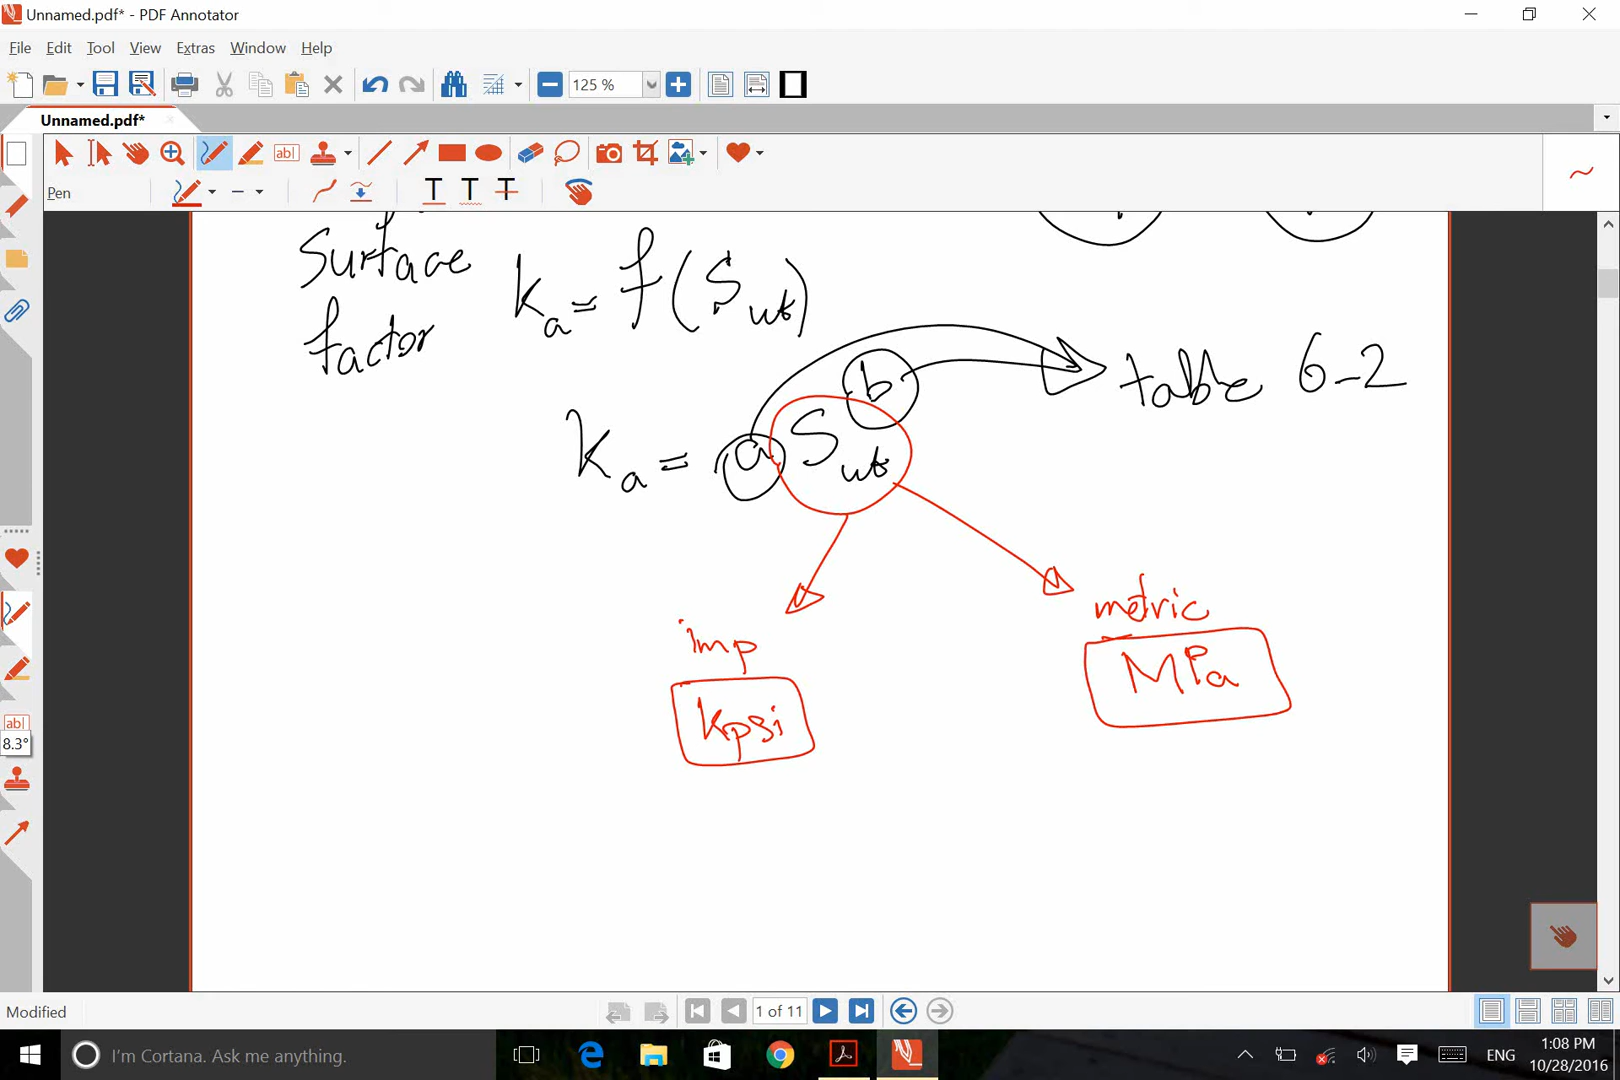 Unnamed.pdf* - PDF Annotator
File Edit Tool View Extras Window Help
125 %
Unnamed.pdf*
ab|
Pen
T T T
Surface
factor
ka = f(Sut)
b
table 6-2
ka = a Sut
imp
kpsi
metric
MPa
ab|
8.3°
Modified
1 of 11
I'm Cortana. Ask me anything.
ENG
1:08 PM
10/28/2016